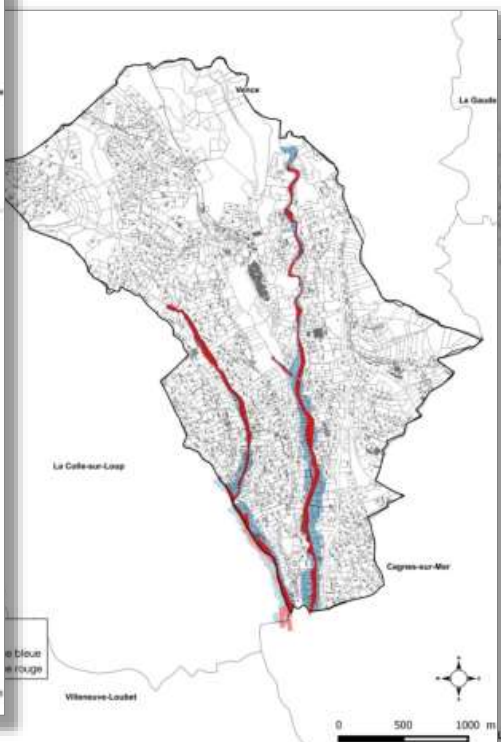 Vence
La Gaude
La Colle-sur-Loup
Cagnes-sur-Mer
e bleue
e rouge
Villeneuve-Loubet
0 500 1000 m